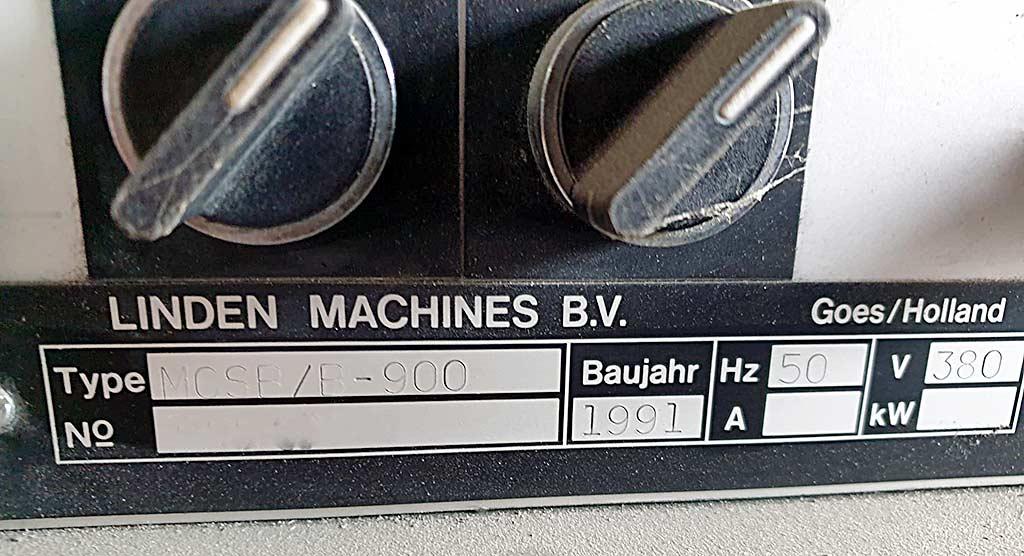 LINDEN MACHINES B.V. Goes/Holland
Type MCSB/B-900 Baujahr Hz 50 V 380
Nº 1991 A kW